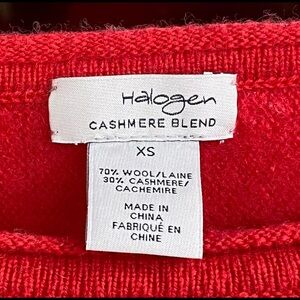 Halogen
CASHMERE BLEND
XS
70% WOOL/LAINE
30% CASHMERE/
CACHEMIRE
MADE IN
CHINA
FABRIQUÉ EN
CHINE